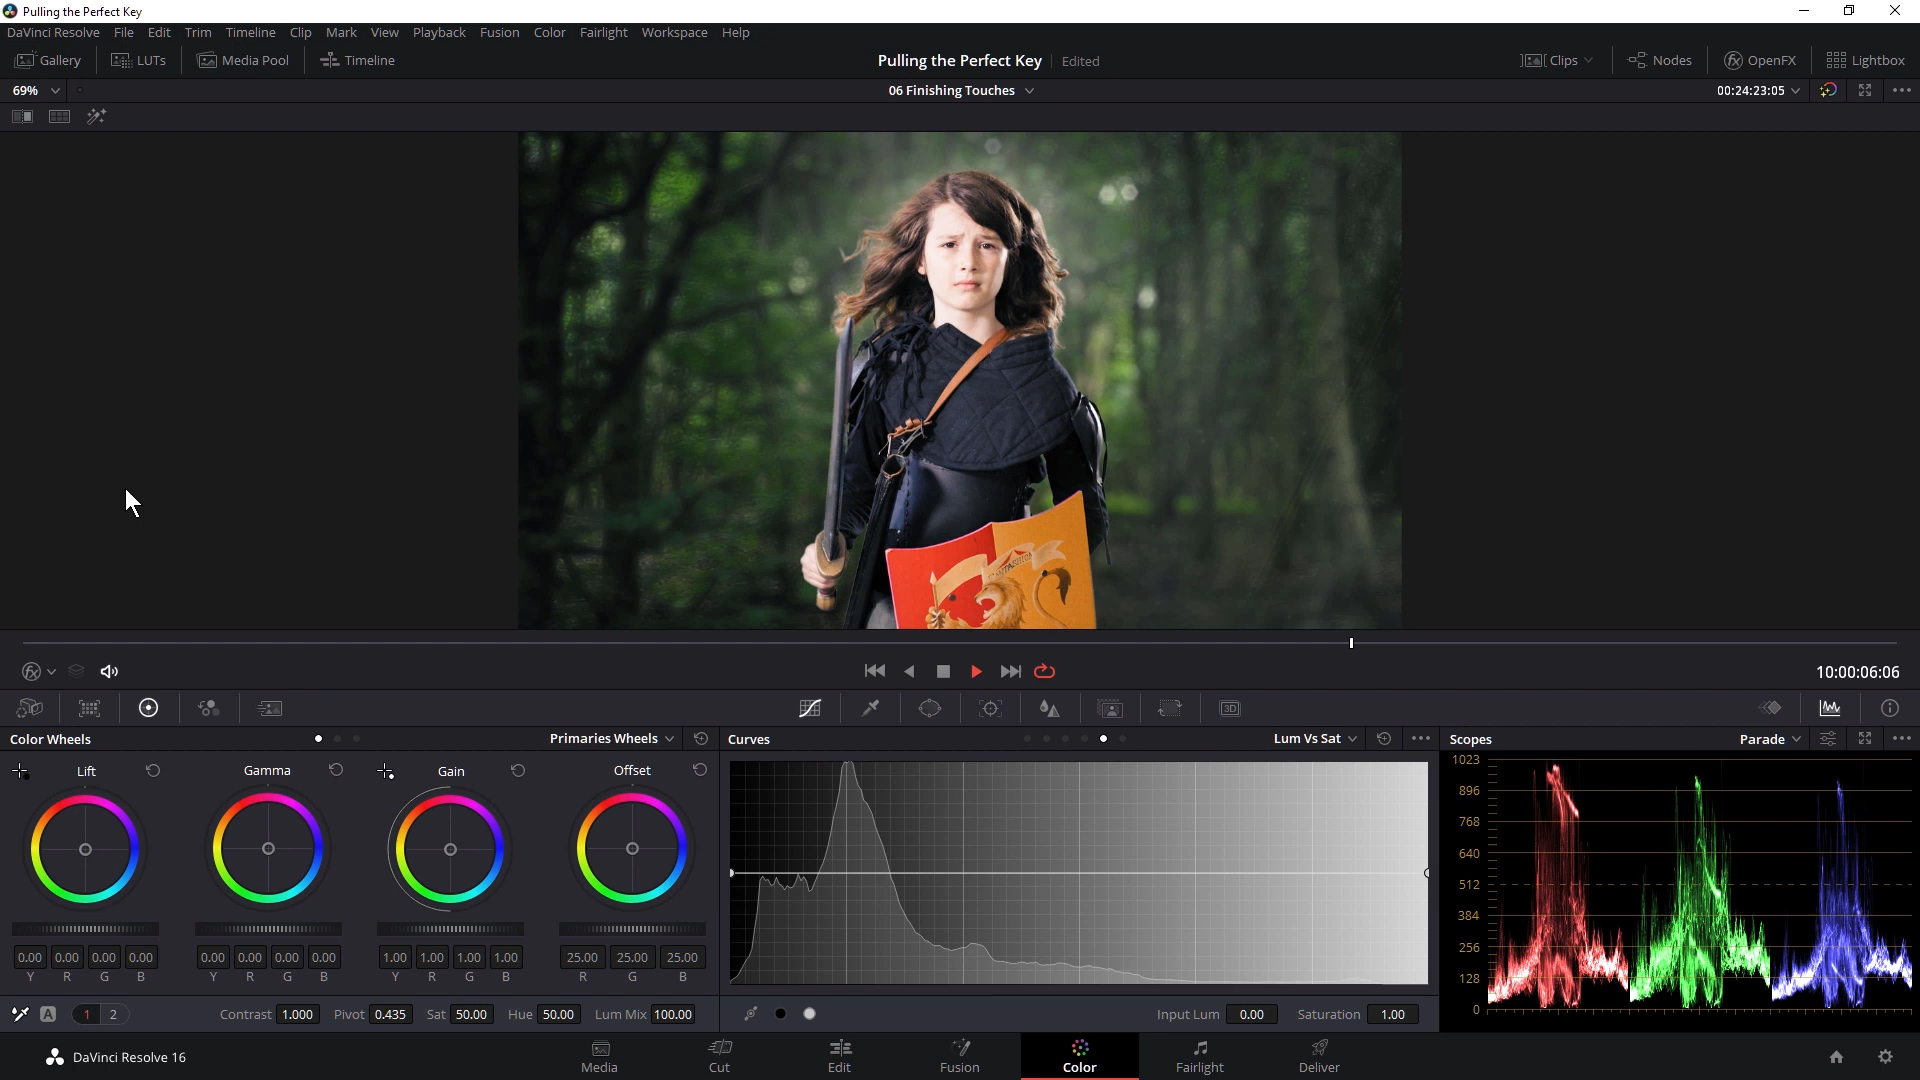 Pulling the Perfect Key
DaVinci Resolve File Edit Trim Timeline Clip Mark View Playback Fusion Color Fairlight Workspace Help
Gallery LUTs Media Pool Timeline Pulling the Perfect Key Edited Clips Nodes OpenFX Lightbox
69% 06 Finishing Touches 00:24:23:05
10:00:06:06
3D
Color Wheels Primaries Wheels Curves Lum Vs Sat Scopes Parade
Lift Gamma Gain Offset
1023
896
768
640
512
384
256
128
0
0.00 0.00 0.00 0.00 0.00 0.00 0.00 0.00 1.00 1.00 1.00 1.00 25.00 25.00 25.00
Y R G B Y R G B Y R G B R G B
A 1 2 Contrast 1.000 Pivot 0.435 Sat 50.00 Hue 50.00 Lum Mix 100.00 Input Lum 0.00 Saturation 1.00
DaVinci Resolve 16 Media Cut Edit Fusion Color Fairlight Deliver